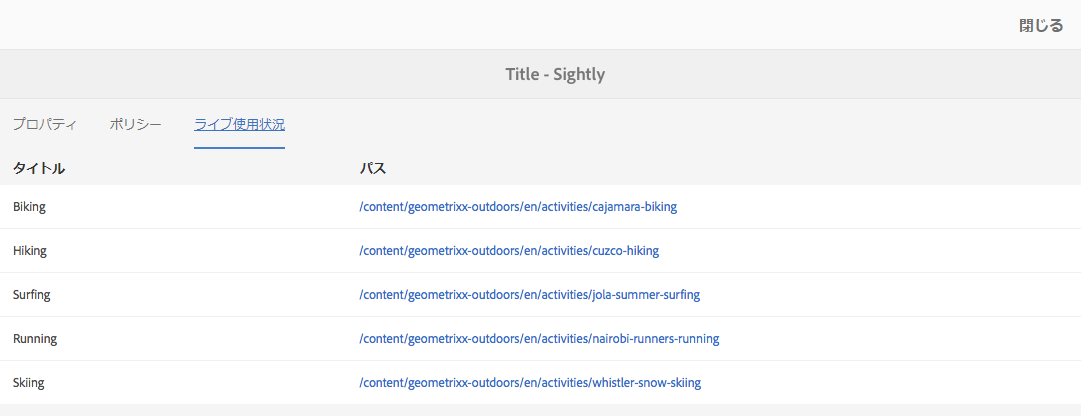 閉じる
Title - Sightly
プロパティ ポリシー ライブ使用状況
タイトル パス
Biking /content/geometrixx-outdoors/en/activities/cajamara-biking
Hiking /content/geometrixx-outdoors/en/activities/cuzco-hiking
Surfing /content/geometrixx-outdoors/en/activities/jola-summer-surfing
Running /content/geometrixx-outdoors/en/activities/nairobi-runners-running
Skiing /content/geometrixx-outdoors/en/activities/whistler-snow-skiing